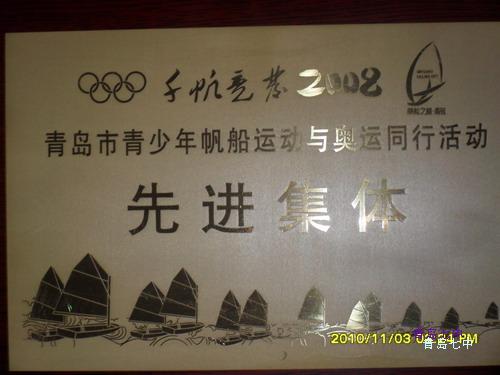 千帆竞发2008
青岛市青少年帆船运动与奥运同行活动
先进集体
2010/11/03
青岛七中